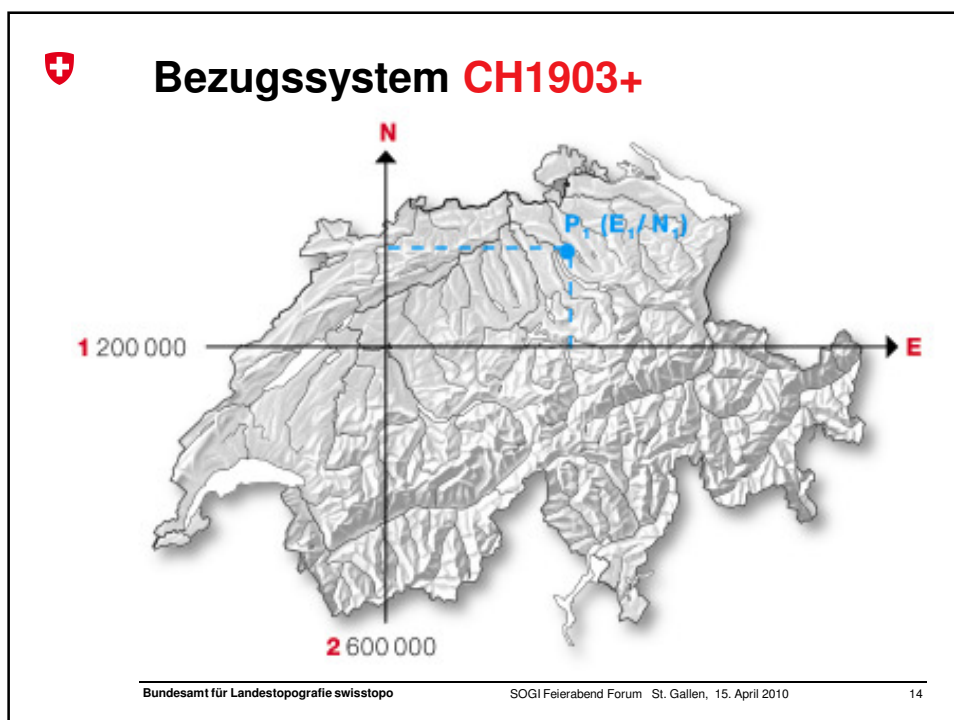 Bezugssystem CH1903+
N
P₁ (E₁/ N₁)
1 200 000
E
2 600 000
Bundesamt für Landestopografie swisstopo SOGI Feierabend Forum St. Gallen, 15. April 2010 14